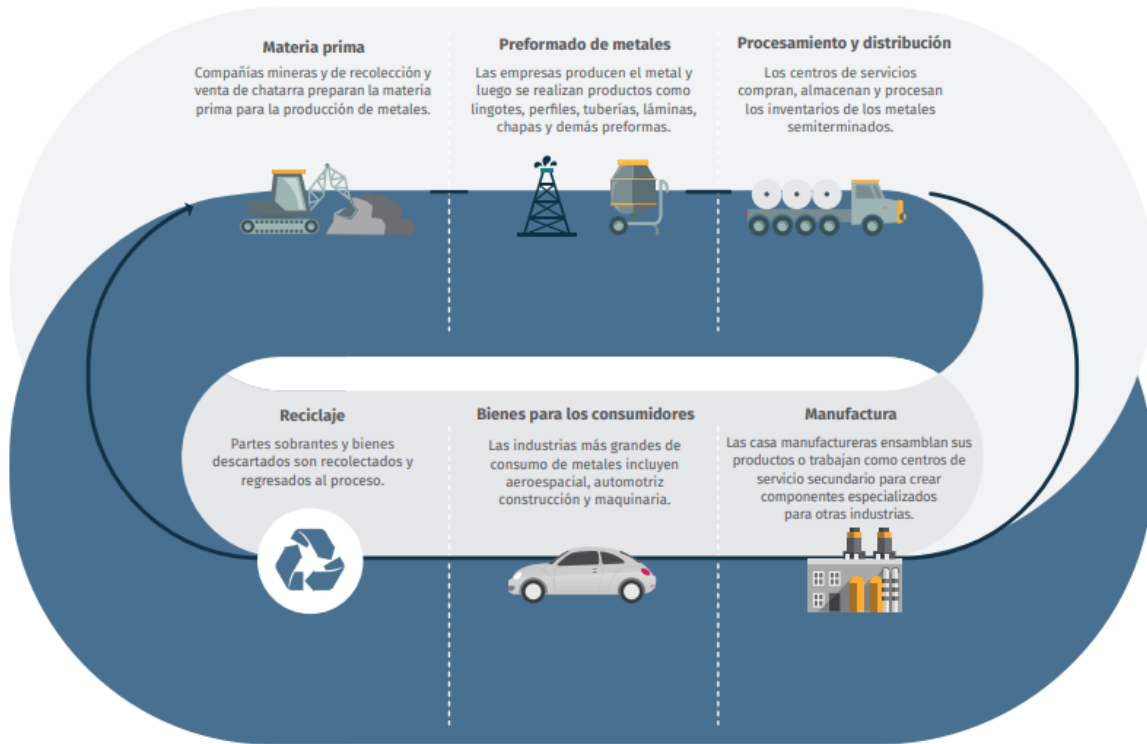 Materia prima
Compañías mineras y de recolección y
venta de chatarra preparan la materia
prima para la producción de metales.
Preformado de metales
Las empresas producen el metal y
luego se realizan productos como
lingotes, perfiles, tuberías, láminas,
chapas y demás preformas.
Procesamiento y distribución
Los centros de servicios
compran, almacenan y procesan
los inventarios de los metales
semiterminados.
Reciclaje
Partes sobrantes y bienes
descartados son recolectados y
regresados al proceso.
Bienes para los consumidores
Las industrias más grandes de
consumo de metales incluyen
aeroespacial, automotriz
construcción y maquinaria.
Manufactura
Las casa manufactureras ensamblan sus
productos o trabajan como centros de
servicio secundario para crear
componentes especializados
para otras industrias.